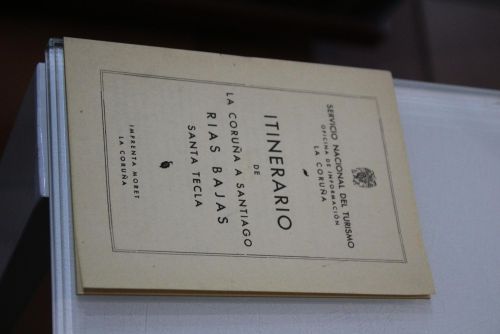 SERVICIO NACIONAL DEL TURISMO
OFICINA DE INFORMACIÓN
LA CORUÑA
ITINERARIO
DE
LA CORUÑA A SANTIAGO
RIAS BAJAS
SANTA TECLA
IMPRENTA MORET
LA CORUÑA